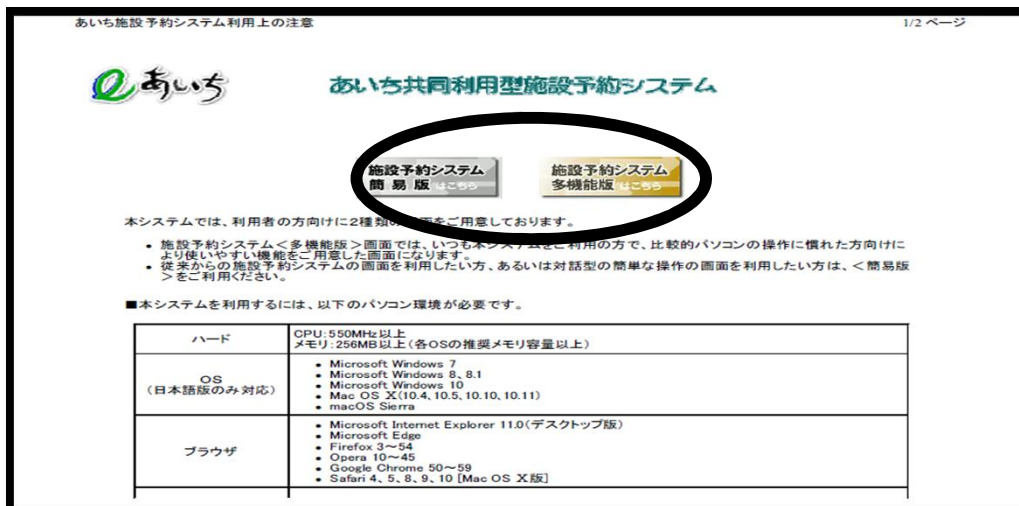 あいち施設予約システム利用上の注意
1/2 ページ
あいち
あいち共同利用型施設予約システム
施設予約システム
簡易版はこちら
施設予約システム
多機能版はこちら
本システムでは、利用者の方向けに2種類の画面をご用意しております。
• 施設予約システム<多機能版>画面では、いつも本システムをご利用の方で、比較的パソコンの操作に慣れた方向けに
より使いやすい機能をご用意した画面になります。
• 従来からの施設予約システムの画面を利用したい方、あるいは対話型の簡単な操作の画面を利用したい方は、<簡易版
>をご利用ください。
■本システムを利用するには、以下のパソコン環境が必要です。
ハード
CPU:550MHz以上
メモリ:256MB以上(各OSの推奨メモリ容量以上)
OS
(日本語版のみ対応)
• Microsoft Windows 7
• Microsoft Windows 8、8.1
• Microsoft Windows 10
• Mac OS X(10.4、10.5、10.10、10.11)
• macOS Sierra
ブラウザ
• Microsoft Internet Explorer 11.0(デスクトップ版)
• Microsoft Edge
• Firefox 3~54
• Opera 10~45
• Google Chrome 50~59
• Safari 4、5、8、9、10 [Mac OS X版]